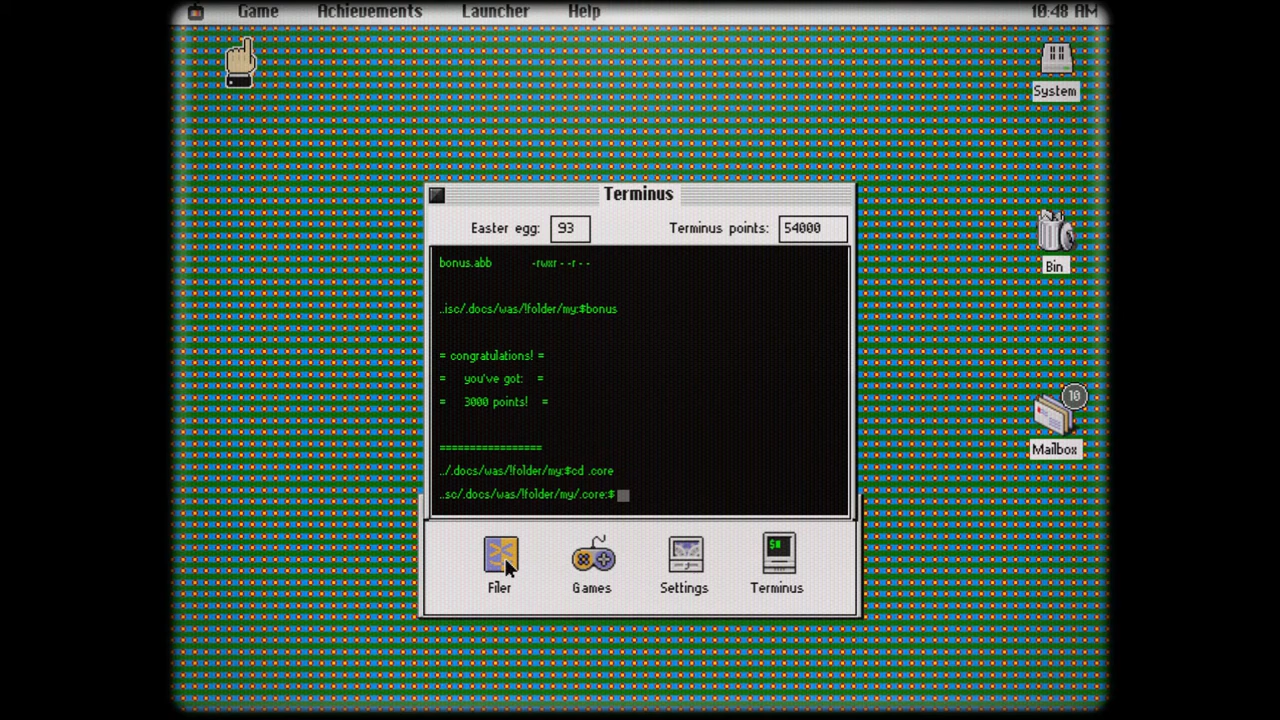 Game Achievements Launcher Help 10:48 AM
System
Terminus
Easter egg: 93 Terminus points: 54000
bonus.abb -rwxr--r--
Bin
..isc/.docs/was/!folder/my:$bonus
= congratulations! =
= you've got: =
= 3000 points! =
10
=================
Mailbox
../.docs/was/!folder/my:$cd .core
..sc/.docs/was/!folder/my/.core:$
$#
Filer Games Settings Terminus